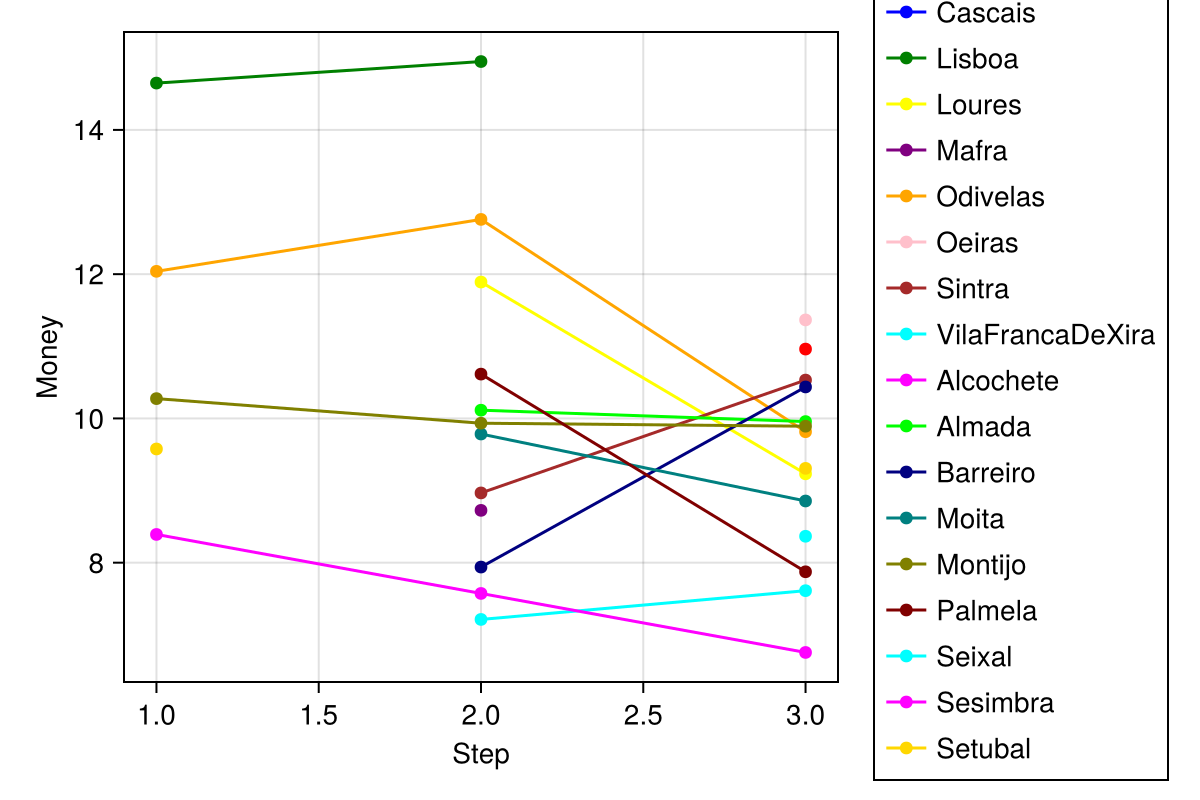 Money
14
12
10
8
1.0 1.5 2.0 2.5 3.0
Step
Cascais
Lisboa
Loures
Mafra
Odivelas
Oeiras
Sintra
VilaFrancaDeXira
Alcochete
Almada
Barreiro
Moita
Montijo
Palmela
Seixal
Sesimbra
Setubal